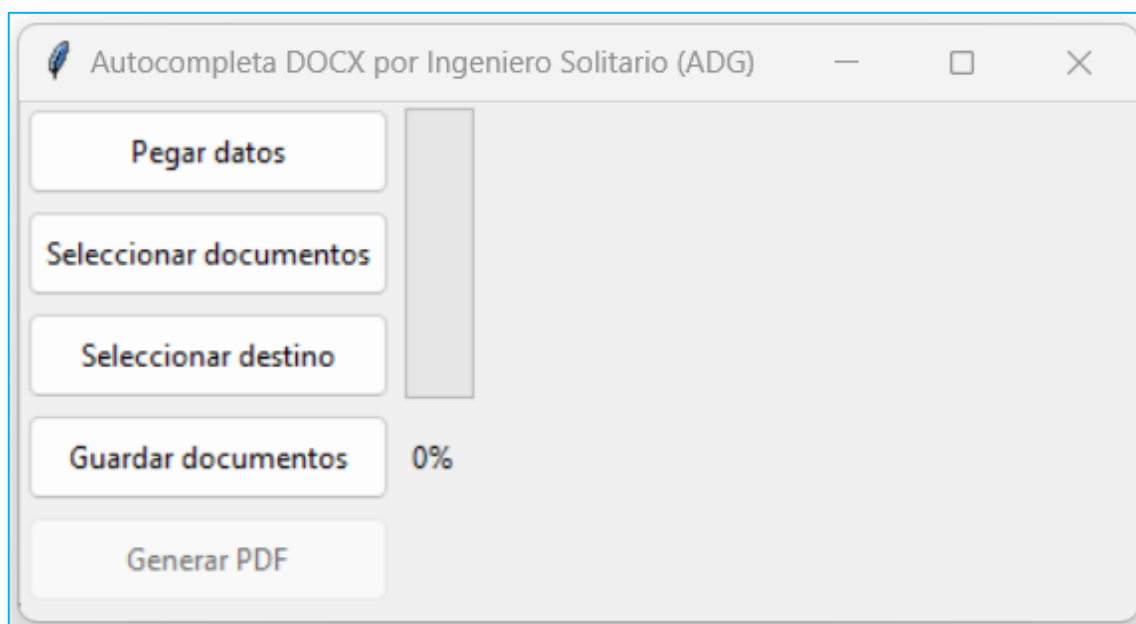 Autocompleta DOCX por Ingeniero Solitario (ADG)
Pegar datos
Seleccionar documentos
Seleccionar destino
Guardar documentos 0%
Generar PDF